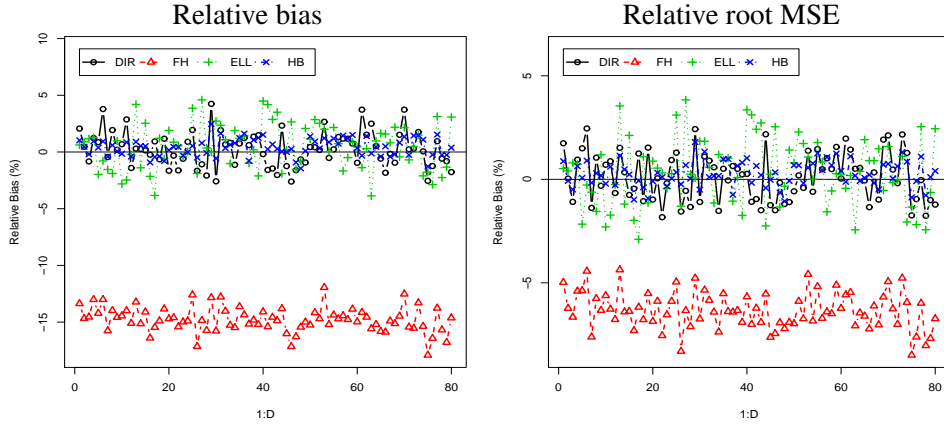 Relative bias
Relative root MSE
Relative Bias (%)
10
5
0
−5
−10
−15
DIR FH ELL HB
0 20 40 60 80
1:D
Relative Bias (%)
5
0
−5
DIR FH ELL HB
0 20 40 60 80
1:D